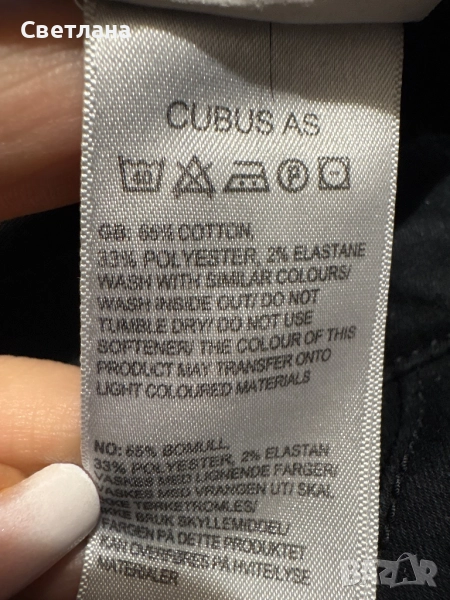 Светлана
CUBUS AS
40 P
GB: 65% COTTON,
33% POLYESTER, 2% ELASTANE
WASH WITH SIMILAR COLOURS/
WASH INSIDE OUT/ DO NOT
TUMBLE DRY/ DO NOT USE
SOFTENER/ THE COLOUR OF THIS
PRODUCT MAY TRANSFER ONTO
LIGHT COLOURED MATERIALS
NO: 65% BOMULL,
33% POLYESTER, 2% ELASTAN
VASKES MED LIGNENDE FARGER/
VASKES MED VRANGEN UT/ SKAL
IKKE TØRKETROMLES/
IKKE BRUK SKYLLEMIDDEL/
FARGEN PÅ DETTE PRODUKTET
KAN OVERFØRES PÅ HVITE/LYSE
MATERIALER
BAZAR